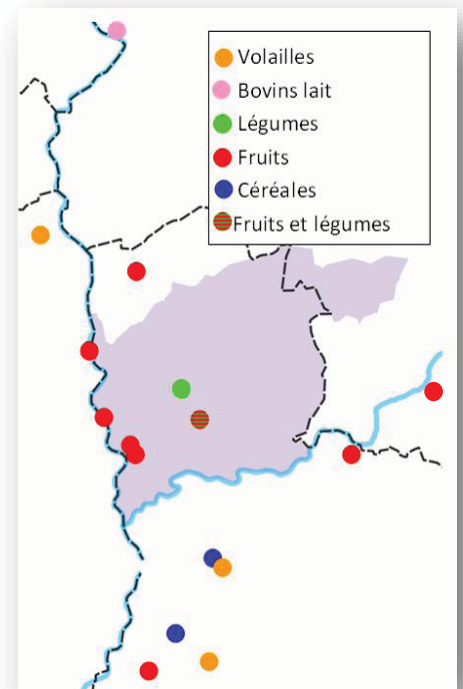 Volailles
Bovins lait
Légumes
Fruits
Céréales
Fruits et légumes